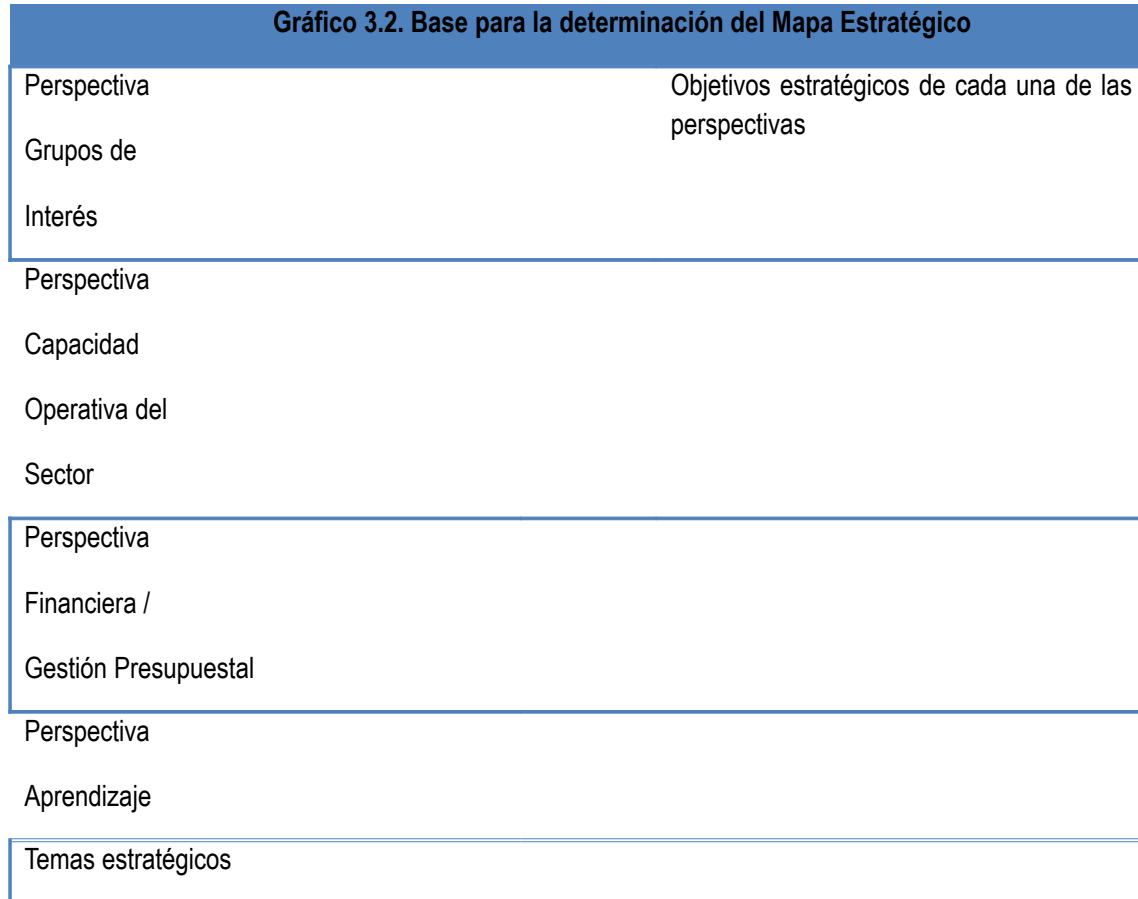 Gráfico 3.2. Base para la determinación del Mapa Estratégico
Perspectiva
Grupos de
Interés
Objetivos estratégicos de cada una de las
perspectivas
Perspectiva
Capacidad
Operativa del
Sector
Perspectiva
Financiera /
Gestión Presupuestal
Perspectiva
Aprendizaje
Temas estratégicos